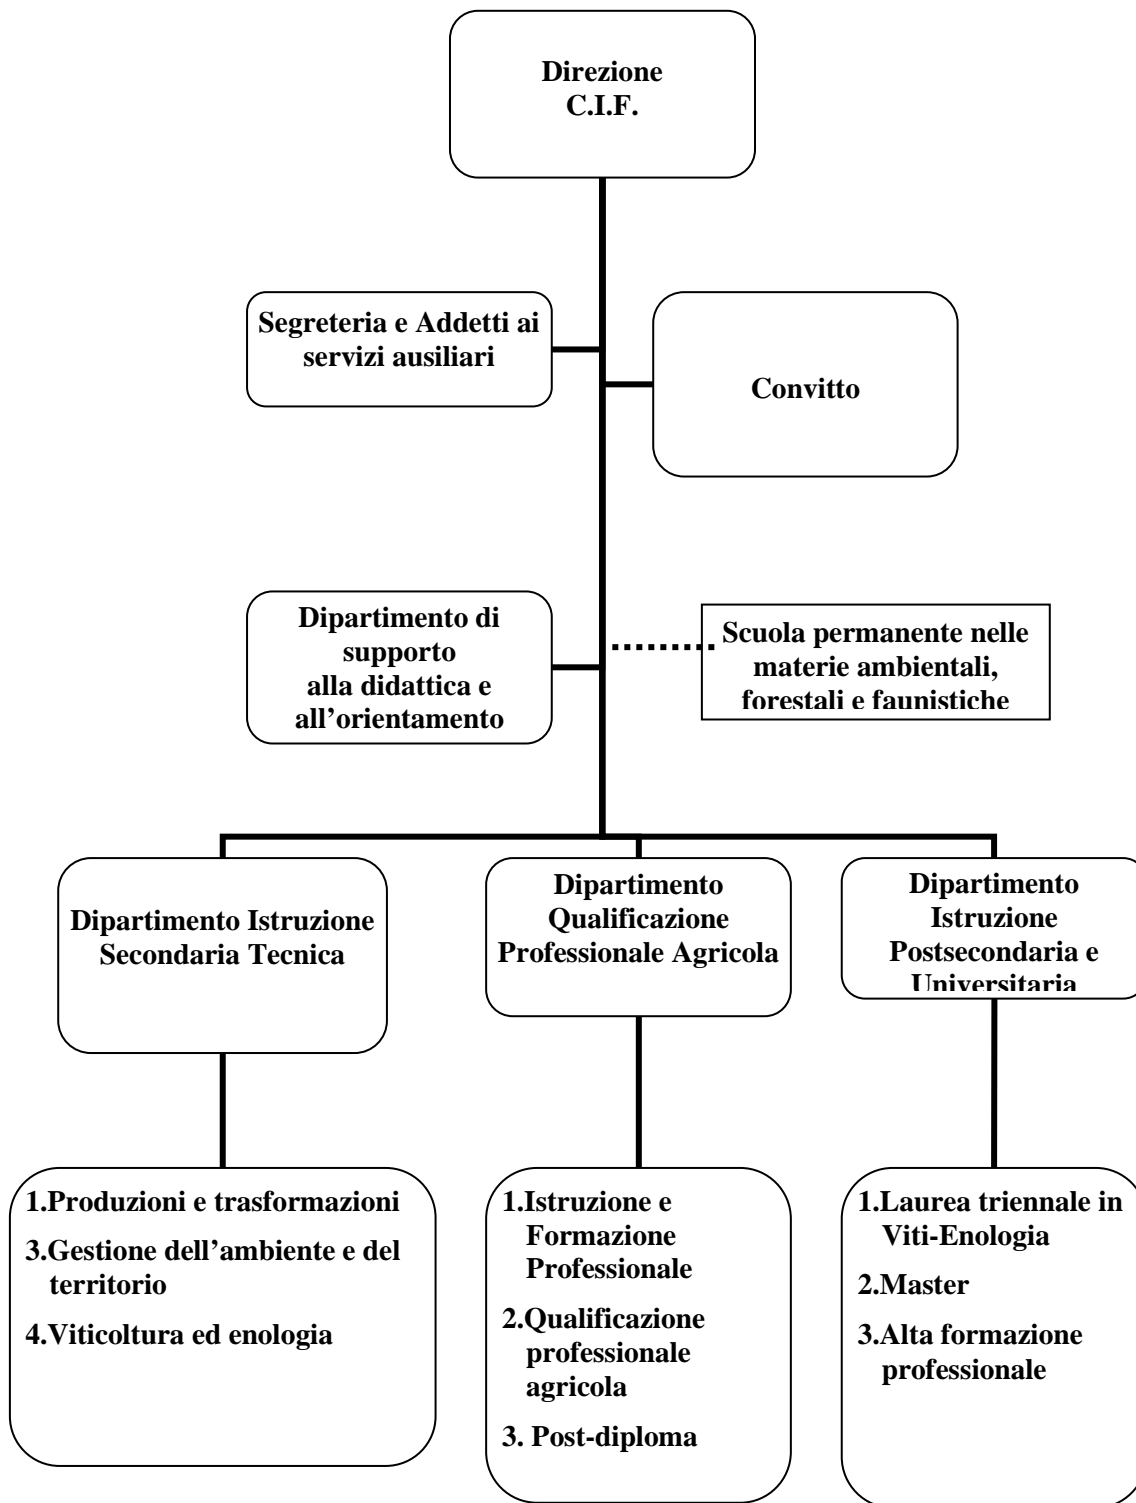 Direzione
C.I.F.
Segreteria e Addetti ai
servizi ausiliari
Convitto
Dipartimento di
supporto
alla didattica e
all’orientamento
Scuola permanente nelle
materie ambientali,
forestali e faunistiche
Dipartimento Istruzione
Secondaria Tecnica
Dipartimento
Qualificazione
Professionale Agricola
Dipartimento
Istruzione
Postsecondaria e
Universitaria
1.Produzioni e trasformazioni
3.Gestione dell’ambiente e del
territorio
4.Viticoltura ed enologia
1.Istruzione e
Formazione
Professionale
2.Qualificazione
professionale
agricola
3. Post-diploma
1.Laurea triennale in
Viti-Enologia
2.Master
3.Alta formazione
professionale